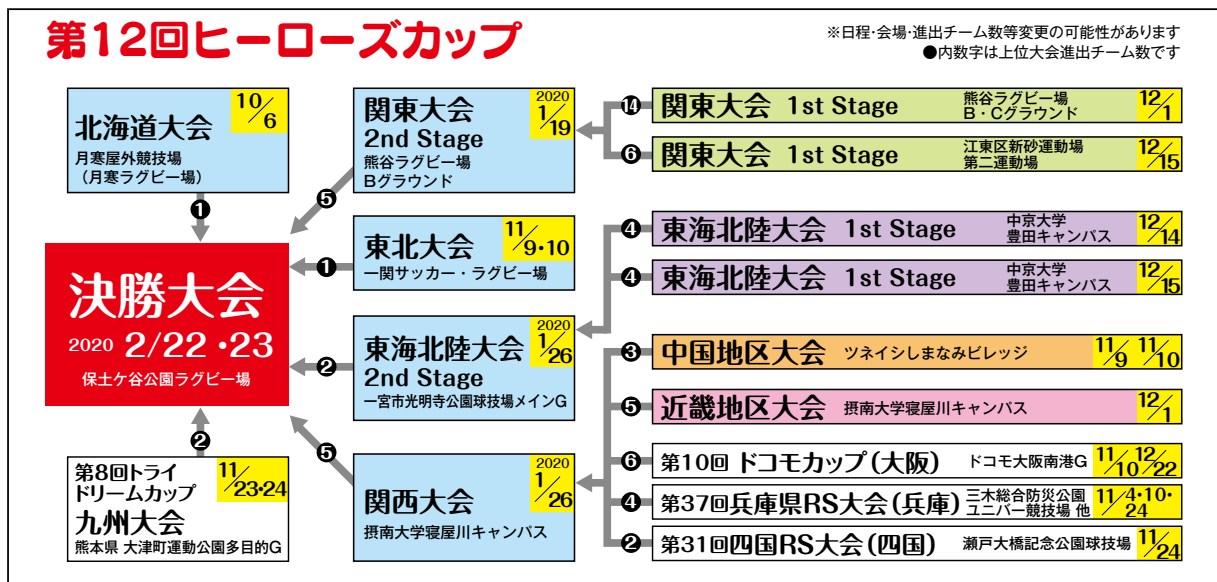 第12回ヒーローズカップ
※日程・会場・進出チーム数等変更の可能性があります
●内数字は上位大会進出チーム数です
北海道大会
10/6
月寒屋外競技場
(月寒ラグビー場)
❶
決勝大会
2020 2/22・23
保土ケ谷公園ラグビー場
❷
第8回トライ
ドリームカップ
11/23・24
九州大会
熊本県 大津町運動公園多目的G
関東大会
2nd Stage
2020
1/19
熊谷ラグビー場
Bグラウンド
❺
東北大会
11/9・10
一関サッカー・ラグビー場
❶
東海北陸大会
2nd Stage
2020
1/26
一宮市光明寺公園球技場メインG
❷
関西大会
2020
1/26
摂南大学寝屋川キャンパス
❺
⓮ 関東大会 1st Stage
熊谷ラグビー場
B・Cグラウンド
12/1
❻ 関東大会 1st Stage
江東区新砂運動場
第二運動場
12/15
❹ 東海北陸大会 1st Stage
中京大学
豊田キャンパス
12/14
❹ 東海北陸大会 1st Stage
中京大学
豊田キャンパス
12/15
❸ 中国地区大会 ツネイシしまなみビレッジ 11/9 11/10
❺ 近畿地区大会 摂南大学寝屋川キャンパス 12/1
❻ 第10回 ドコモカップ(大阪) ドコモ大阪南港G 11/10 12/22
❹ 第37回兵庫県RS大会(兵庫)
三木総合防災公園
ユニバー競技場 他
11/4・10・24
❷ 第31回四国RS大会(四国) 瀬戸大橋記念公園球技場 11/24